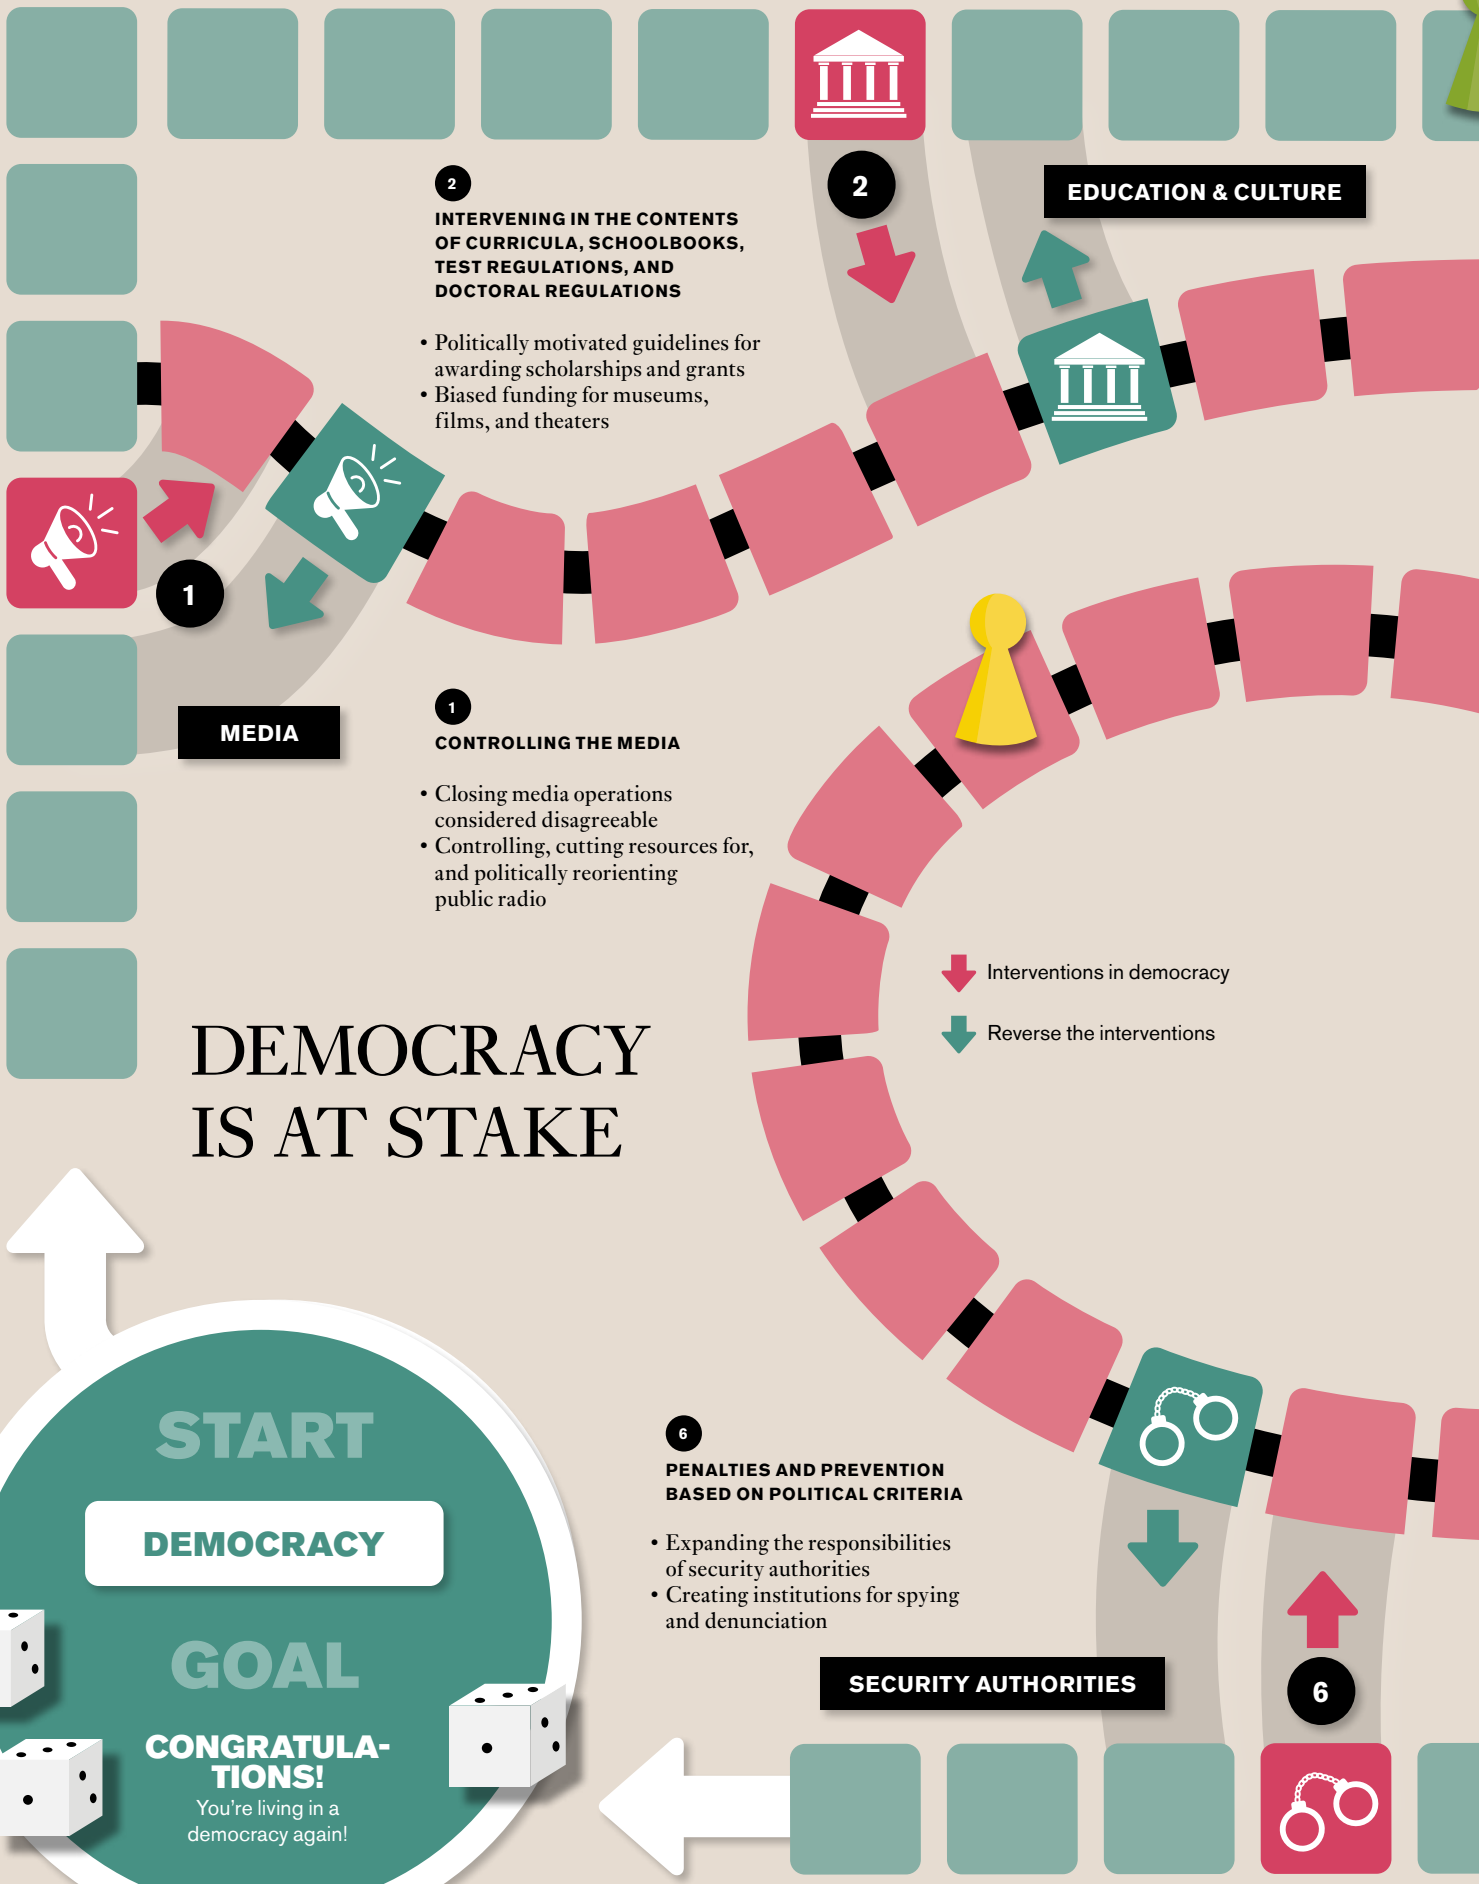 2
INTERVENING IN THE CONTENTS
OF CURRICULA, SCHOOLBOOKS,
TEST REGULATIONS, AND
DOCTORAL REGULATIONS
• Politically motivated guidelines for
awarding scholarships and grants
• Biased funding for museums,
films, and theaters
2
EDUCATION & CULTURE
1
MEDIA
1
CONTROLLING THE MEDIA
• Closing media operations
considered disagreeable
• Controlling, cutting resources for,
and politically reorienting
public radio
Interventions in democracy
Reverse the interventions
DEMOCRACY
IS AT STAKE
START
DEMOCRACY
GOAL
CONGRATULA-
TIONS!
You're living in a
democracy again!
6
PENALTIES AND PREVENTION
BASED ON POLITICAL CRITERIA
• Expanding the responsibilities
of security authorities
• Creating institutions for spying
and denunciation
SECURITY AUTHORITIES
6